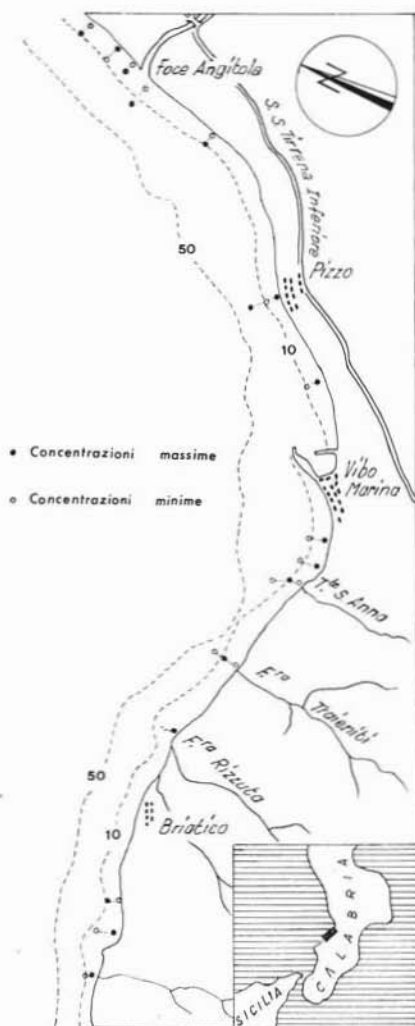 Foce Angitola
N
S.S. Tirrena Inferiore
50
Pizzo
10
● Concentrazioni massime
○ Concentrazioni minime
Vibo
Marina
T.te S. Anna
F.ra Traieniti
F.ra Rizzuta
50
10
Briatico
CALABRIA
SICILIA